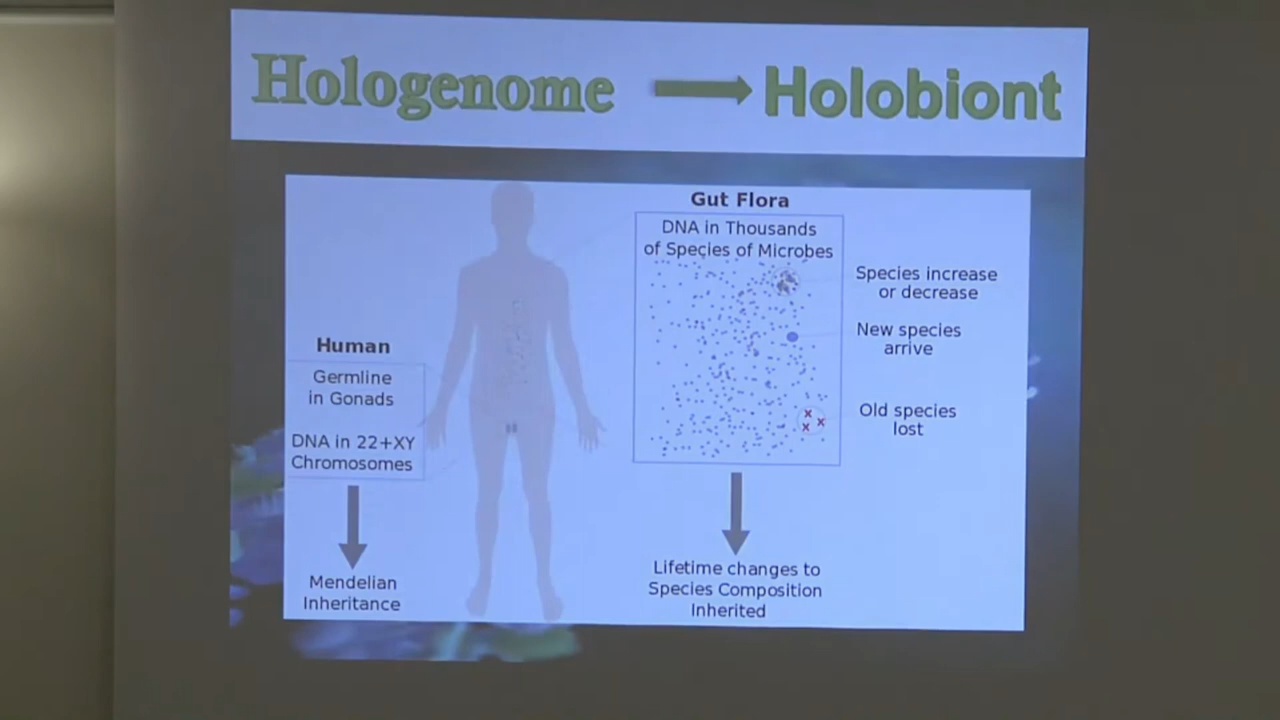 Hologenome Holobiont
Human
Germline
in Gonads
DNA in 22+XY
Chromosomes
Mendelian
Inheritance
Gut Flora
DNA in Thousands
of Species of Microbes
Species increase
or decrease
New species
arrive
Old species
lost
Lifetime changes to
Species Composition
Inherited